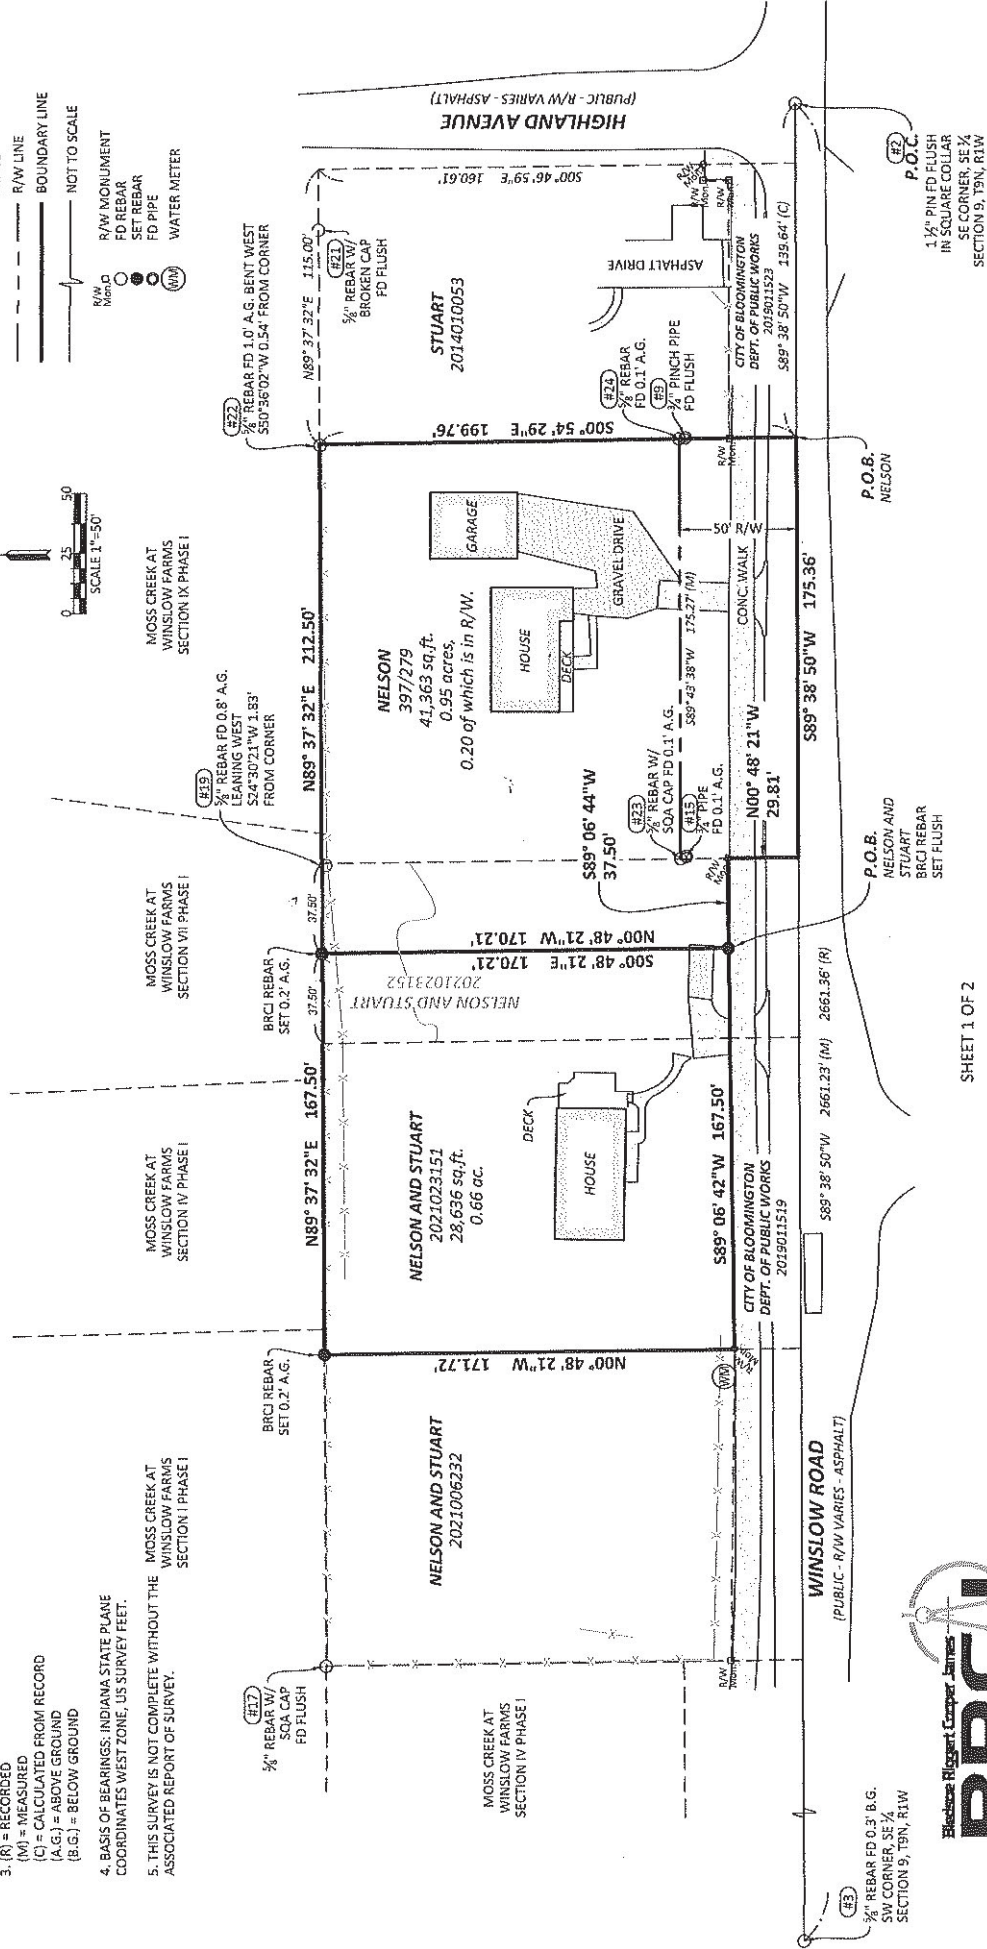 3. (R) = RECORDED
(M) = MEASURED
(C) = CALCULATED FROM RECORD
(A.G.) = ABOVE GROUND
(B.G.) = BELOW GROUND
4. BASIS OF BEARINGS: INDIANA STATE PLANE
COORDINATES WEST ZONE, US SURVEY FEET.
5. THIS SURVEY IS NOT COMPLETE WITHOUT THE
ASSOCIATED REPORT OF SURVEY.
MOSS CREEK AT
WINSLOW FARMS
SECTION I PHASE I
MOSS CREEK AT
WINSLOW FARMS
SECTION IV PHASE I
MOSS CREEK AT
WINSLOW FARMS
SECTION VII PHASE I
MOSS CREEK AT
WINSLOW FARMS
SECTION IX PHASE I
0 25 50
SCALE 1"=50'
R/W LINE
BOUNDARY LINE
NOT TO SCALE
R/W
Mon.
R/W MONUMENT
FD REBAR
SET REBAR
FD PIPE
WM
WATER METER
#17
5/8" REBAR W/
SQA CAP
FD FLUSH
BRCJ REBAR
SET 0.2' A.G.
BRCJ REBAR
SET 0.2' A.G.
#19
5/8" REBAR FD 0.8' A.G.
LEANING WEST
S24°30'21"W 1.83'
FROM CORNER
#22
5/8" REBAR FD 1.0' A.G. BENT WEST
S50°36'02"W 0.54' FROM CORNER
N89° 37' 32"E 167.50'
37.50'
37.50'
N89° 37' 32"E 212.50'
N89° 37' 32"E 115.00'
#21
5/8" REBAR W/
BROKEN CAP
FD FLUSH
MOSS CREEK AT
WINSLOW FARMS
SECTION IV PHASE I
NELSON AND STUART
2021006232
N00° 48' 21"W 171.72'
NELSON AND STUART
2021023151
28,636 sq.ft.
0.66 ac.
DECK
HOUSE
NELSON AND STUART
2021023152
S00° 48' 21"E 170.21'
N00° 48' 21"W 170.21'
NELSON
397/279
41,363 sq.ft.
0.95 acres,
0.20 of which is in R/W.
HOUSE
DECK
GARAGE
GRAVEL DRIVE
S00° 54' 29"E 199.76'
STUART
2014010053
ASPHALT DRIVE
S00° 46' 59"E 160.61'
HIGHLAND AVENUE
(PUBLIC - R/W VARIES - ASPHALT)
S89° 06' 44"W
37.50'
#23
5/8" REBAR W/
SQA CAP FD 0.1' A.G.
#15
PIPE
FD 0.1' A.G.
S89° 43' 38"W 175.27' (M)
#24
5/8" REBAR
FD 0.1' A.G.
#9
3/4" PINCH PIPE
FD FLUSH
50' R/W
R/W
Mon.
R/W
Mon.
R/W
Mon.
R/W
Mon.
R/W
Mon.
R/W
Mon.
R/W
Mon.
WM
S89° 06' 42"W 167.50'
N00° 48' 21"W
29.81'
CONC. WALK
CITY OF BLOOMINGTON
DEPT. OF PUBLIC WORKS
2019011519
CITY OF BLOOMINGTON
DEPT. OF PUBLIC WORKS
2019011523
S89° 38' 50"W 139.64' (C)
S89° 38' 50"W 175.36'
S89° 38' 50"W 2661.23' (M) 2661.36' (R)
WINSLOW ROAD
(PUBLIC - R/W VARIES - ASPHALT)
P.O.B.
NELSON AND
STUART
BRCJ REBAR
SET FLUSH
P.O.B.
NELSON
#2
P.O.C.
1 1/2" PIN FD FLUSH
IN SQUARE COLLAR
SE CORNER, SE 1/4
SECTION 9, T9N, R1W
#3
5/8" REBAR FD 0.3' B.G.
SW CORNER, SE 1/4
SECTION 9, T9N, R1W
Bledsoe Riggert Cooper James
BRCJ
SHEET 1 OF 2